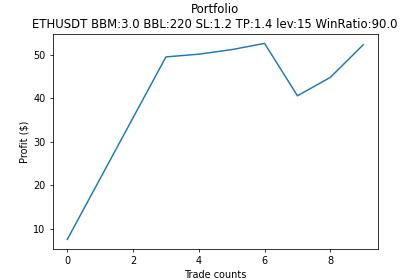 Portfolio
ETHUSDT BBM:3.0 BBL:220 SL:1.2 TP:1.4 lev:15 WinRatio:90.0
50
40
30
20
10
Profit ($)
0 2 4 6 8
Trade counts